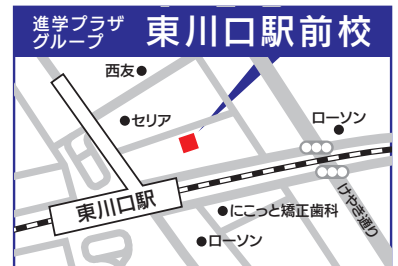 進学プラザ
グループ
東川口駅前校
西友
セリア
ローソン
東川口駅
けやき通り
にこっと矯正歯科
ローソン